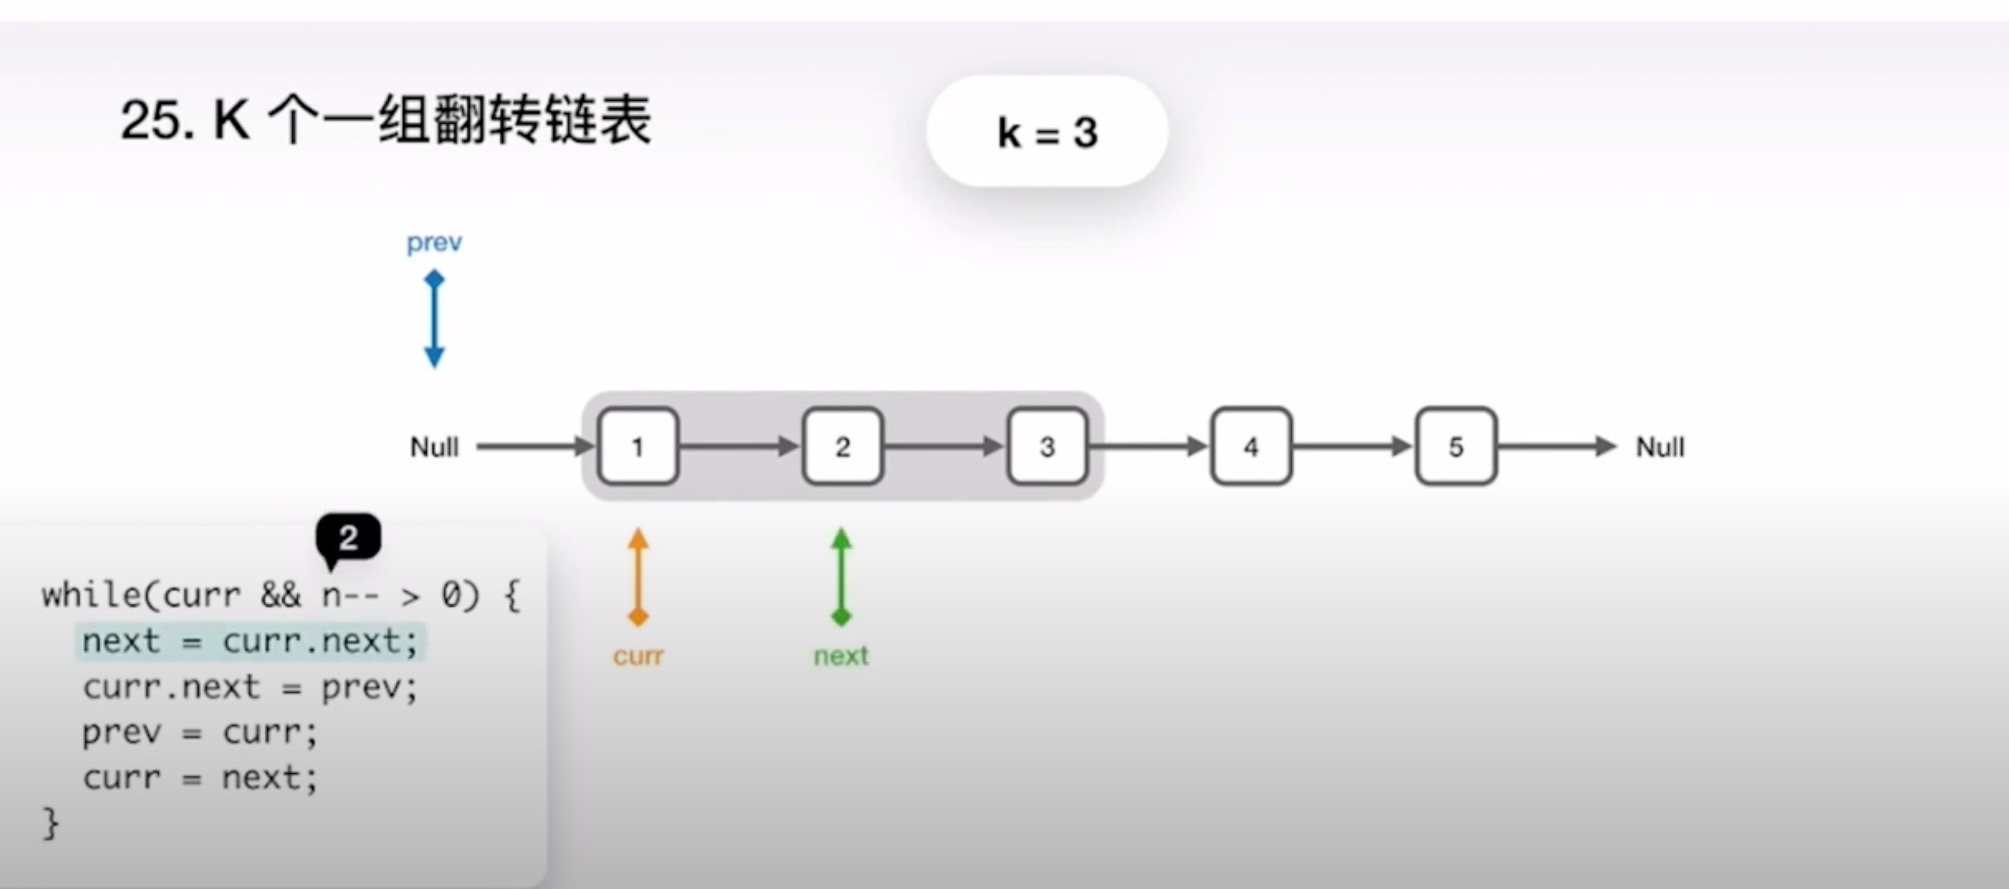 25. K 个一组翻转链表
k = 3
prev
Null 1 2 3 4 5 Null
curr next
2
while(curr && n-- > 0) {
next = curr.next;
curr.next = prev;
prev = curr;
curr = next;
}